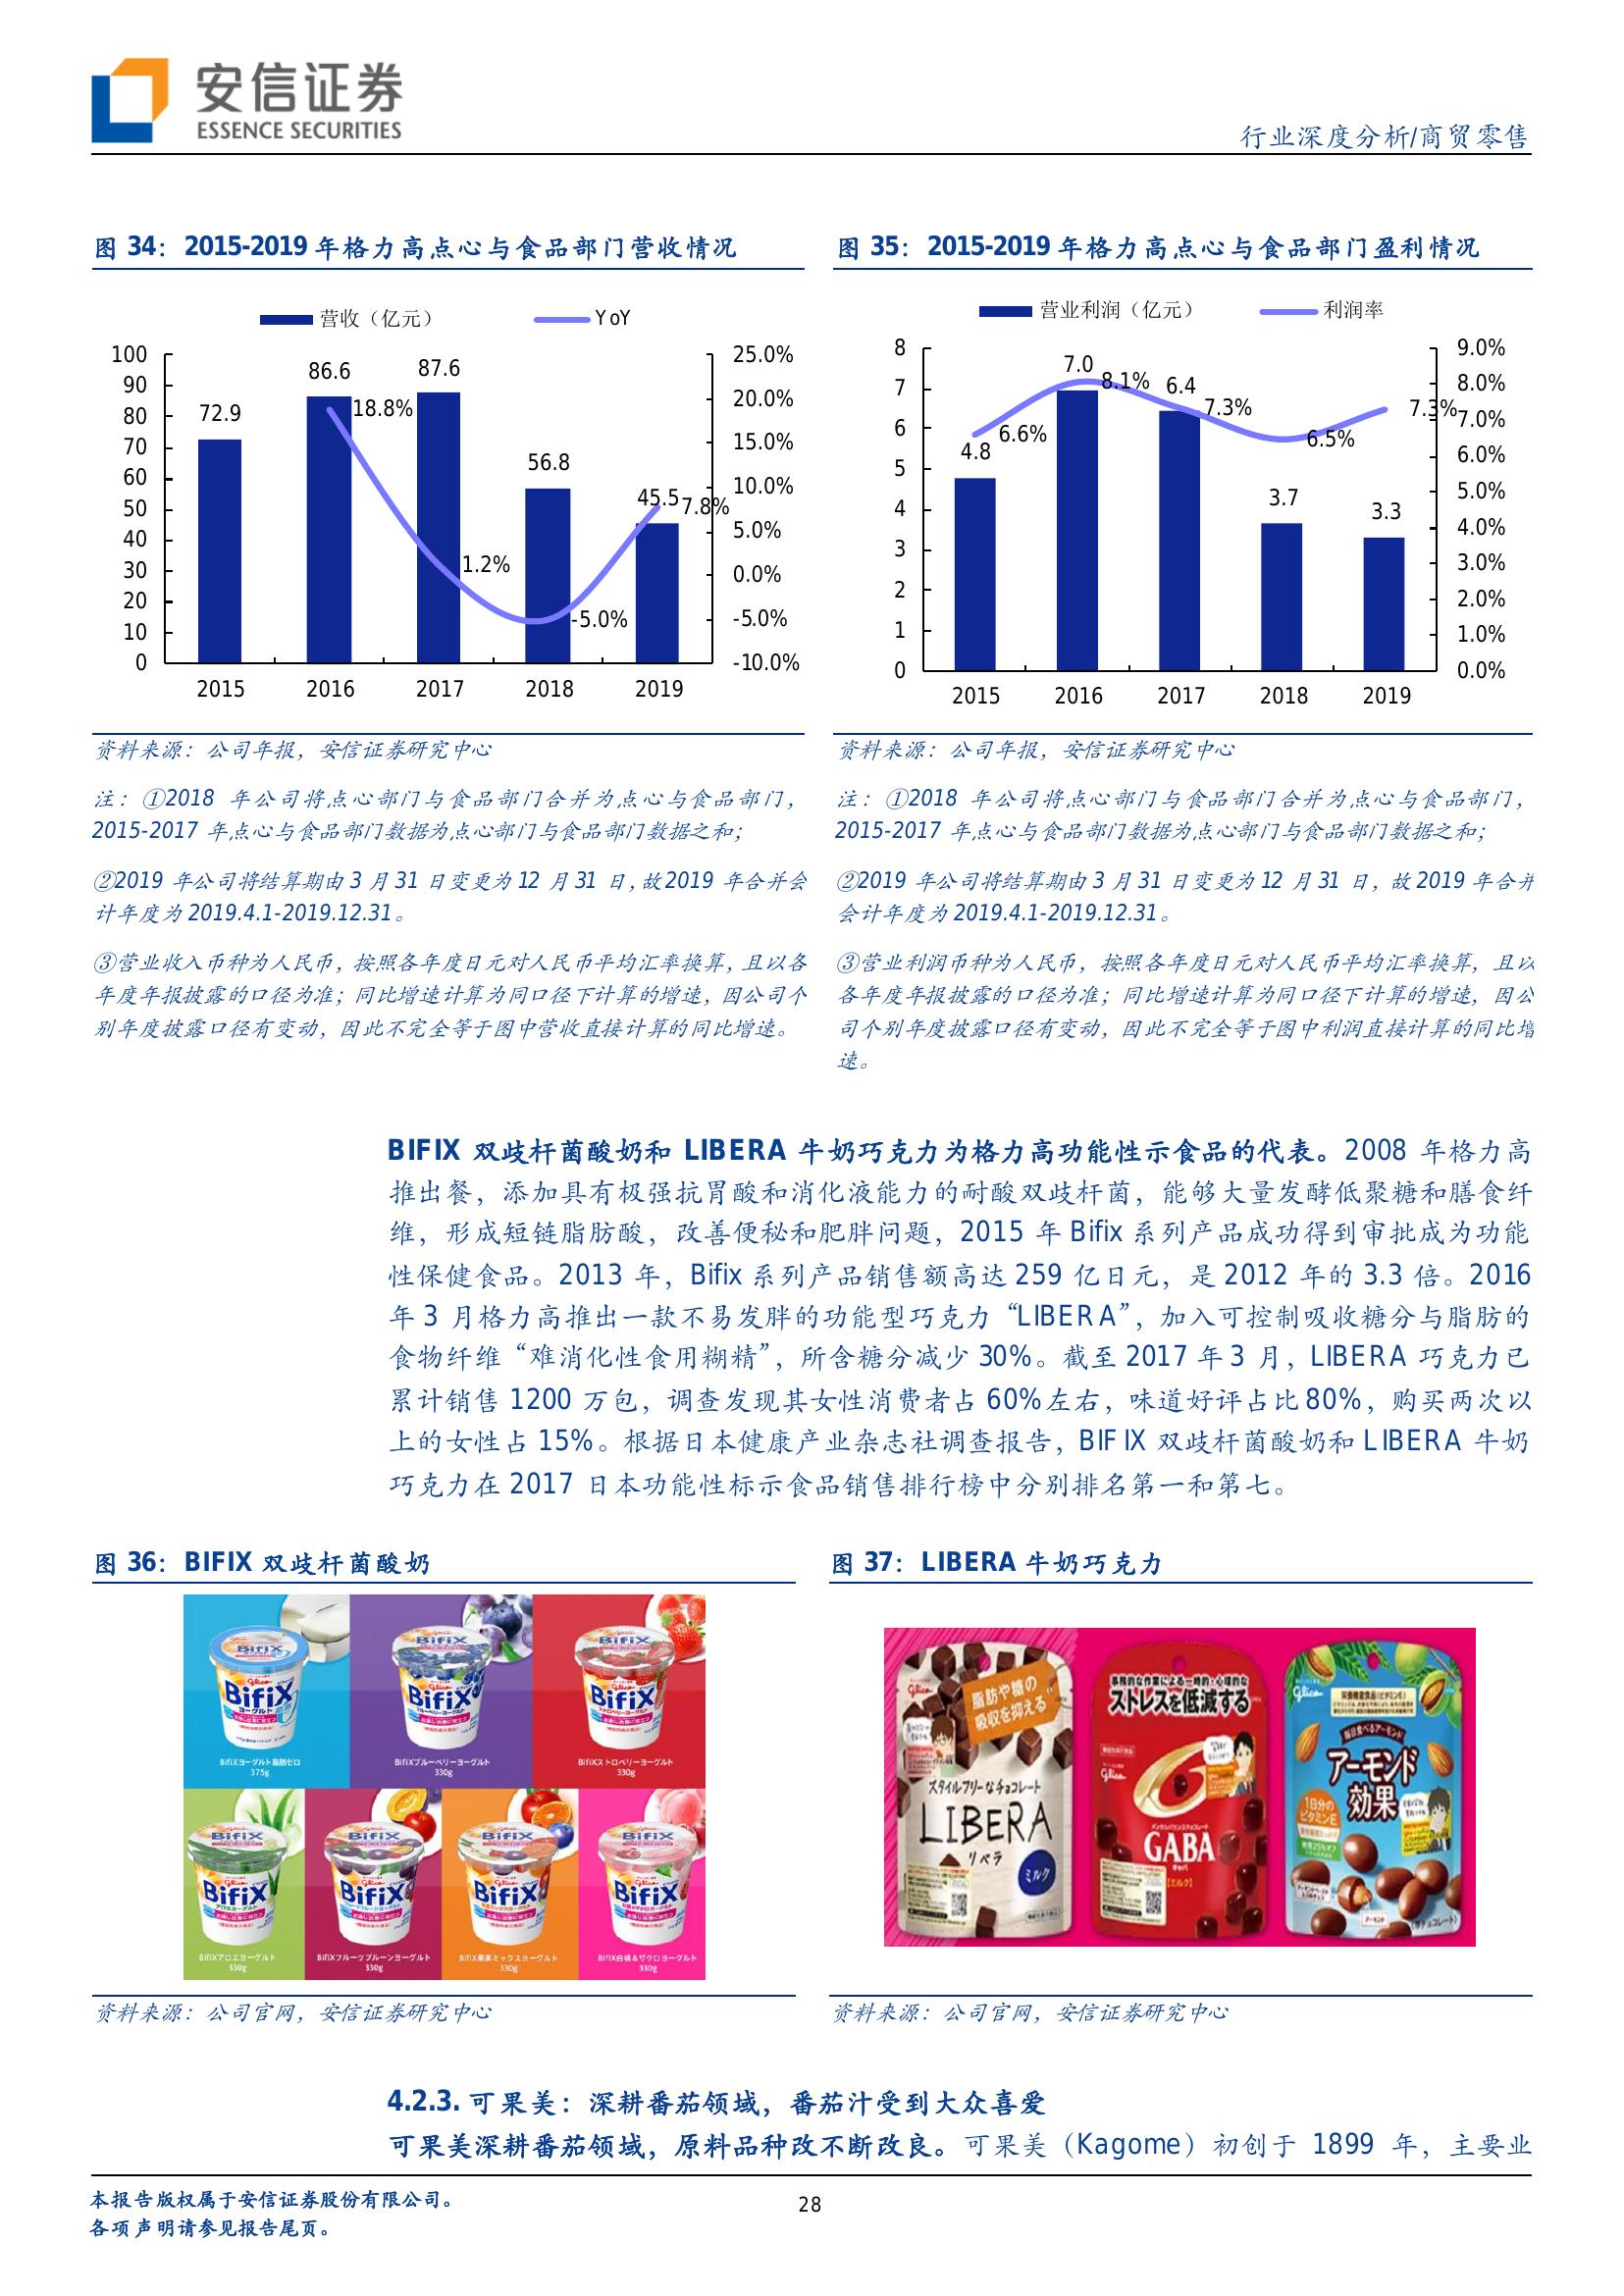 安信证券
ESSENCE SECURITIES
行业深度分析/商贸零售
图 34：2015-2019 年格力高点心与食品部门营收情况
营收（亿元）
YoY
100
90
80
70
60
50
40
30
20
10
0
72.9
86.6
87.6
56.8
45.5
18.8%
1.2%
-5.0%
7.8%
25.0%
20.0%
15.0%
10.0%
5.0%
0.0%
-5.0%
-10.0%
2015 2016 2017 2018 2019
资料来源：公司年报，安信证券研究中心
注：①2018 年公司将点心部门与食品部门合并为点心与食品部门，
2015-2017 年点心与食品部门数据为点心部门与食品部门数据之和；
②2019 年公司将结算期由 3 月 31 日变更为 12 月 31 日，故 2019 年合并会
计年度为 2019.4.1-2019.12.31。
③营业收入币种为人民币，按照各年度日元对人民币平均汇率换算，且以各
年度年报披露的口径为准；同比增速计算为同口径下计算的增速，因公司个
别年度披露口径有变动，因此不完全等于图中营收直接计算的同比增速。
图 35：2015-2019 年格力高点心与食品部门盈利情况
营业利润（亿元）
利润率
8
7
6
5
4
3
2
1
0
4.8
7.0
6.4
3.7
3.3
6.6%
8.1%
7.3%
6.5%
7.3%
9.0%
8.0%
7.0%
6.0%
5.0%
4.0%
3.0%
2.0%
1.0%
0.0%
2015 2016 2017 2018 2019
资料来源：公司年报，安信证券研究中心
注：①2018 年公司将点心部门与食品部门合并为点心与食品部门，
2015-2017 年点心与食品部门数据为点心部门与食品部门数据之和；
②2019 年公司将结算期由 3 月 31 日变更为 12 月 31 日，故 2019 年合并
会计年度为 2019.4.1-2019.12.31。
③营业利润币种为人民币，按照各年度日元对人民币平均汇率换算，且以
各年度年报披露的口径为准；同比增速计算为同口径下计算的增速，因公
司个别年度披露口径有变动，因此不完全等于图中利润直接计算的同比增
速。
BIFIX 双歧杆菌酸奶和 LIBERA 牛奶巧克力为格力高功能性示食品的代表。2008 年格力高
推出餐，添加具有极强抗胃酸和消化液能力的耐酸双歧杆菌，能够大量发酵低聚糖和膳食纤
维，形成短链脂肪酸，改善便秘和肥胖问题，2015 年 Bifix 系列产品成功得到审批成为功能
性保健食品。2013 年，Bifix 系列产品销售额高达 259 亿日元，是 2012 年的 3.3 倍。2016
年 3 月格力高推出一款不易发胖的功能型巧克力“LIBERA”，加入可控制吸收糖分与脂肪的
食物纤维“难消化性食用糊精”，所含糖分减少 30%。截至 2017 年 3 月，LIBERA 巧克力已
累计销售 1200 万包，调查发现其女性消费者占 60%左右，味道好评占比 80%，购买两次以
上的女性占 15%。根据日本健康产业杂志社调查报告，BIFIX 双歧杆菌酸奶和 LIBERA 牛奶
巧克力在 2017 日本功能性标示食品销售排行榜中分别排名第一和第七。
图 36：BIFIX 双歧杆菌酸奶
BifiX
BifiX
BifiX
BifiXヨーグルト脂肪ゼロ
375g
BifiXブルーベリーヨーグルト
330g
BifiXストロベリーヨーグルト
330g
BifiX
BifiX
BifiX
BifiX
BifiXアロエヨーグルト
330g
BifiXフルーツプルーンヨーグルト
330g
BifiX果実ミックスヨーグルト
330g
BifiX白桃＆ザクロヨーグルト
330g
资料来源：公司官网，安信证券研究中心
图 37：LIBERA 牛奶巧克力
脂肪や糖の
吸収を抑える
スタイルフリーなチョコレート
LIBERA
リベラ
ミルク
事務的な作業による一時的・心理的な
ストレスを低減する
Glico
メンタルバランスチョコレート
GABA
ギャバ
Glico
毎日食べるアーモンド
アーモンド
効果
1日分の
ビタミンE
资料来源：公司官网，安信证券研究中心
4.2.3. 可果美：深耕番茄领域，番茄汁受到大众喜爱
可果美深耕番茄领域，原料品种改不断改良。可果美（Kagome）初创于 1899 年，主要业
本报告版权属于安信证券股份有限公司。
各项声明请参见报告尾页。
28